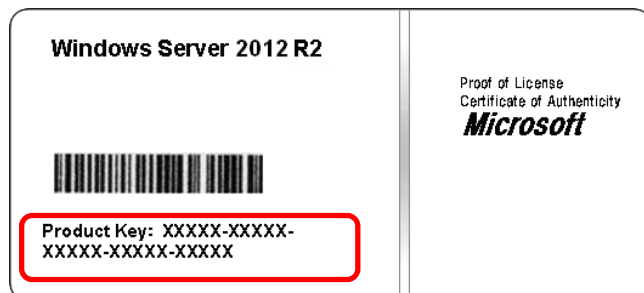 Windows Server 2012 R2
Product Key: XXXXX-XXXXX-
XXXXX-XXXXX-XXXXX
Proof of License
Certificate of Authenticity
Microsoft